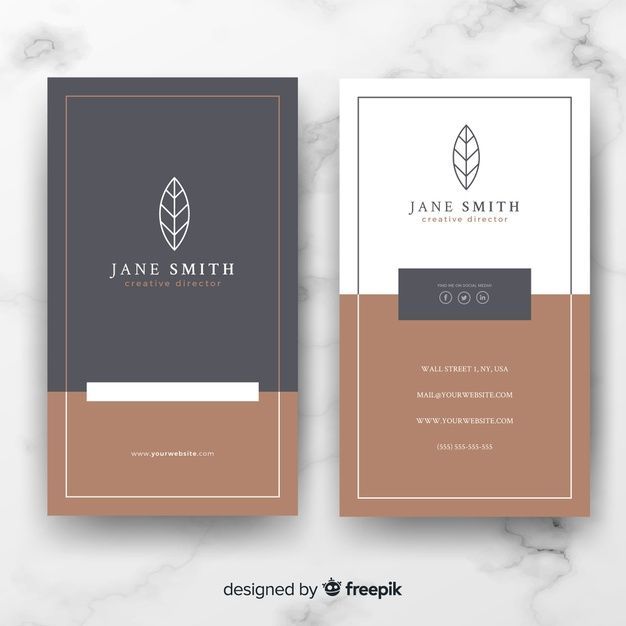 JANE SMITH
creative director
www.yourwebsite.com
JANE SMITH
creative director
FIND ME ON SOCIAL MEDIA!
WALL STREET 1, NY, USA
MAIL@YOURWEBSITE.COM
WWW.YOURWEBSITE.COM
(555) 555-555-555
designed by freepik